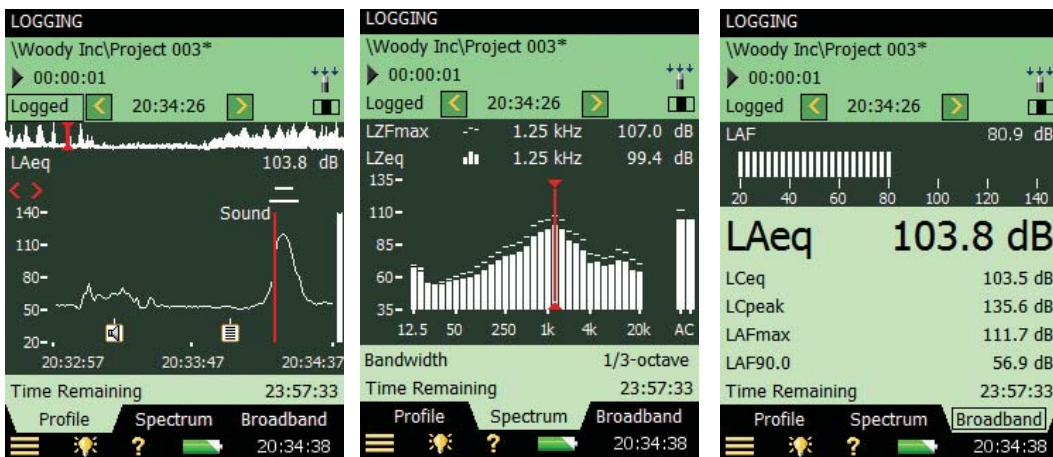 LOGGING
\Woody Inc\Project 003*
00:00:01
Logged < 20:34:26 >
LAeq 103.8 dB
< >
140-
Sound
110-
80-
50-
20-
20:32:57 20:33:47 20:34:37
Time Remaining 23:57:33
Profile Spectrum Broadband
? 20:34:38
LOGGING
\Woody Inc\Project 003*
00:00:01
Logged < 20:34:26 >
LZFmax 1.25 kHz 107.0 dB
LZeq 1.25 kHz 99.4 dB
135-
110-
85-
60-
35-
12.5 50 250 1k 4k 20k AC
Bandwidth 1/3-octave
Time Remaining 23:57:33
Profile Spectrum Broadband
? 20:34:38
LOGGING
\Woody Inc\Project 003*
00:00:01
Logged < 20:34:26 >
LAF 80.9 dB
20 40 60 80 100 120 140
LAeq 103.8 dB
LCeq 103.5 dB
LCpeak 135.6 dB
LAFmax 111.7 dB
LAF90.0 56.9 dB
Time Remaining 23:57:33
Profile Spectrum Broadband
? 20:34:38